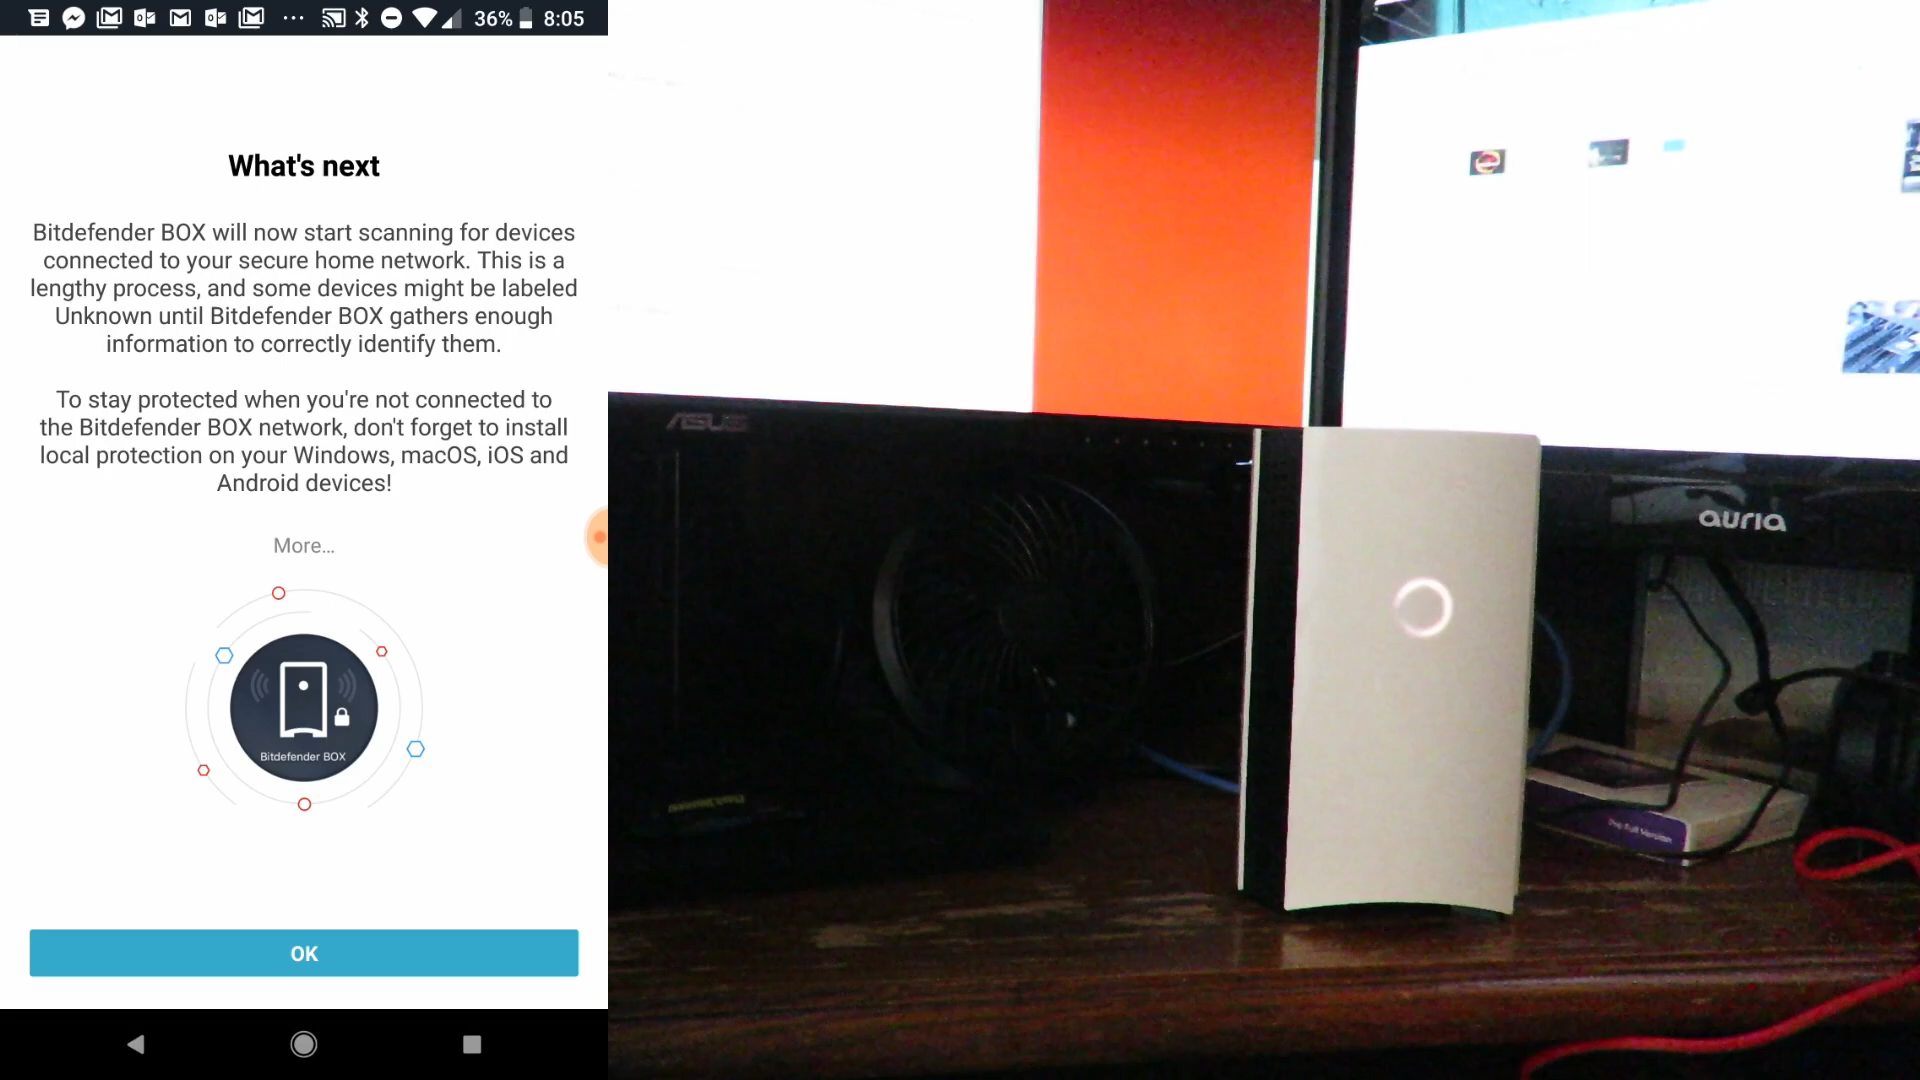 36% 8:05
What's next
Bitdefender BOX will now start scanning for devices
connected to your secure home network. This is a
lengthy process, and some devices might be labeled
Unknown until Bitdefender BOX gathers enough
information to correctly identify them.
To stay protected when you're not connected to
the Bitdefender BOX network, don't forget to install
local protection on your Windows, macOS, iOS and
Android devices!
More...
Bitdefender BOX
OK
ASUS
auria
Pro Full Version